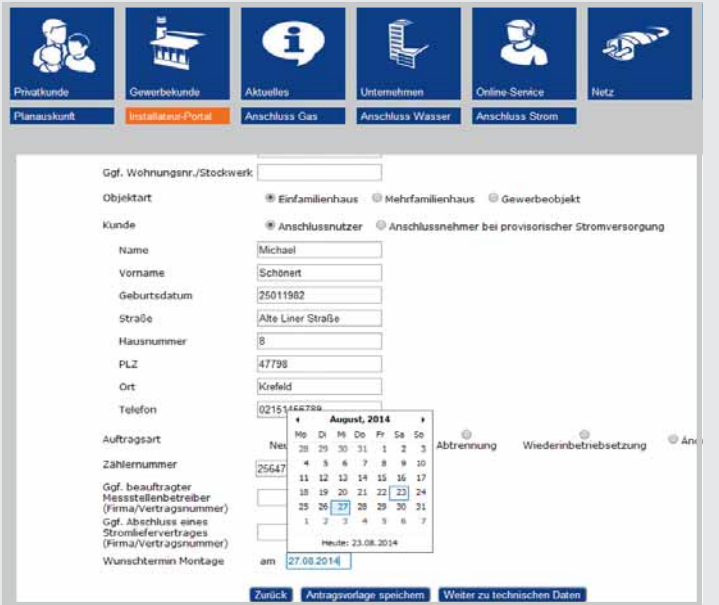 Privatkunde Gewerbekunde Aktuelles Unternehmen Online-Service Netz
Planauskunft Installateur-Portal Anschluss Gas Anschluss Wasser Anschluss Strom
Ggf. Wohnungsnr./Stockwerk
Objektart Einfamilienhaus Mehrfamilienhaus Gewerbeobjekt
Kunde Anschlussnutzer Anschlussnehmer bei provisorischer Stromversorgung
Name Michael
Vorname Schönert
Geburtsdatum 25011982
Straße Alte Liner Straße
Hausnummer 8
PLZ 47798
Ort Krefeld
Telefon 02151466789
August, 2014
Mo Di Mi Do Fr Sa So
28 29 30 31 1 2 3
4 5 6 7 8 9 10
11 12 13 14 15 16 17
18 19 20 21 22 23 24
25 26 27 28 29 30 31
1 2 3 4 5 6 7
Heute: 23.08.2014
Auftragsart Neu Abtrennung Wiederinbetriebsetzung Änd
Zählernummer 25647
Ggf. beauftragter
Messstellenbetreiber
(Firma/Vertragsnummer)
Ggf. Abschluss eines
Stromliefervertrages
(Firma/Vertragsnummer)
Wunschtermin Montage am 27.08.2014
Zurück Antragsvorlage speichern Weiter zu technischen Daten